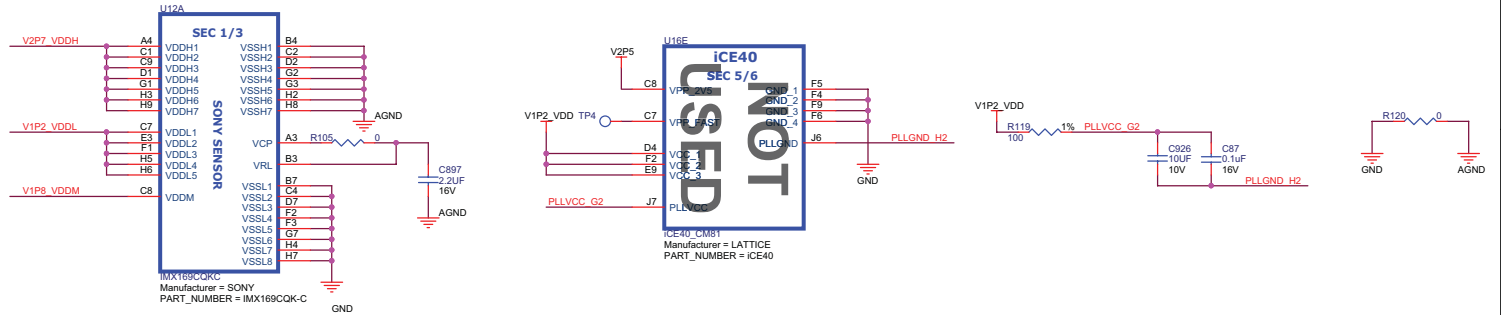 U12A
SEC 1/3
SONY SENSOR
V2P7_VDDH
A4 VDDH1
C1 VDDH2
C9 VDDH3
D1 VDDH4
G1 VDDH5
H3 VDDH6
H9 VDDH7
V1P2_VDDL
C7 VDDL1
E3 VDDL2
F1 VDDL3
H5 VDDL4
H6 VDDL5
V1P8_VDDM
C8 VDDM
VSSH1 B4
VSSH2 C2
VSSH3 D2
VSSH4 G2
VSSH5 G3
VSSH6 H2
VSSH7 H8
AGND
VCP A3
R105 0
VRL B3
C897
2.2UF
16V
AGND
VSSL1 B7
VSSL2 C4
VSSL3 D7
VSSL4 F2
VSSL5 F3
VSSL6 G7
VSSL7 H4
VSSL8 H7
GND
IMX169CQKC
Manufacturer = SONY
PART_NUMBER = IMX169CQK-C
U16E
iCE40
SEC 5/6
NOT
USED
V2P5
C8 VPP_2V5
V1P2_VDD
TP4
C7 VPP_FAST
D4 VCC_1
F2 VCC_2
E9 VCC_3
PLLVCC_G2
J7 PLLVCC
GND_1 F5
GND_2 F4
GND_3 F9
GND_4 F6
PLLGND J6
PLLGND_H2
GND
iCE40_CM81
Manufacturer = LATTICE
PART_NUMBER = iCE40
V1P2_VDD
R119 1%
100
PLLVCC_G2
C926
10UF
10V
C87
0.1uF
16V
PLLGND_H2
R120 0
GND
AGND